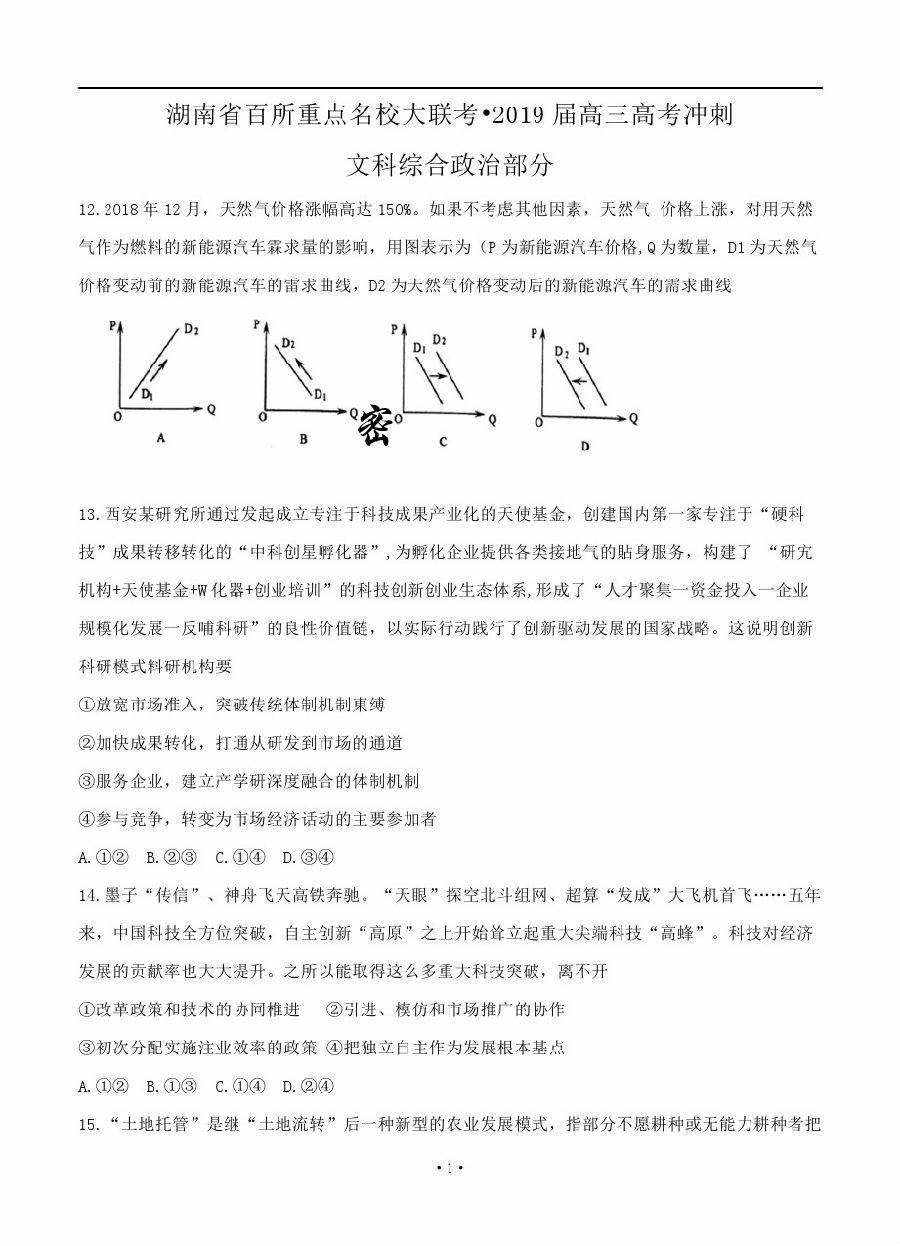 湖南省百所重点名校大联考•2019 届高三高考冲刺
文科综合政治部分
12.2018 年 12 月，天然气价格涨幅高达 150%。如果不考虑其他因素，天然气 价格上涨，对用天然
气作为燃料的新能源汽车霖求量的影响，用图表示为（P 为新能源汽车价格,Q 为数量，D1 为天然气
价格变动前的新能源汽车的雷求曲线，D2 为大然气价格变动后的新能源汽车的需求曲线
P D2 D1 O Q A
P D2 D1 O Q B
密
P D1 D2 O Q C
P D2 D1 O Q D
13.西安某研究所通过发起成立专注于科技成果产业化的天使基金，创建国内第一家专注于“硬科
技”成果转移转化的“中科创星孵化器”,为孵化企业提供各类接地气的贴身服务，构建了 “研宄
机构+天使基金+W 化器+创业培训”的科技创新创业生态体系,形成了“人才聚集一资金投入一企业
规模化发展一反哺科研”的良性价值链，以实际行动践行了创新驱动发展的国家战略。这说明创新
科研模式料研机构要
①放宽市场准入，突破传统体制机制束缚
②加快成果转化，打通从研发到市场的通道
③服务企业，建立产学研深度融合的体制机制
④参与竞争，转变为市场经济话动的主要参加者
A.①② B.②③ C.①④ D.③④
14.墨子“传信”、神舟飞天高铁奔驰。“天眼”探空北斗组网、超算“发成”大飞机首飞……五年
来，中国科技全方位突破，自主创新“高原”之上开始耸立起重大尖端科技“高蜂”。科技对经济
发展的贡献率也大大提升。之所以能取得这么多重大科技突破，离不开
①改革政策和技术的协同椎进 ②引进、模仿和市场推广的协作
③初次分配实施注业效率的政策 ④把独立自主作为发展根本基点
A.①② B.①③ C.①④ D.②④
15.“土地托管”是继“土地流转”后一种新型的农业发展模式，指部分不愿耕种或无能力耕种者把
• 1 •